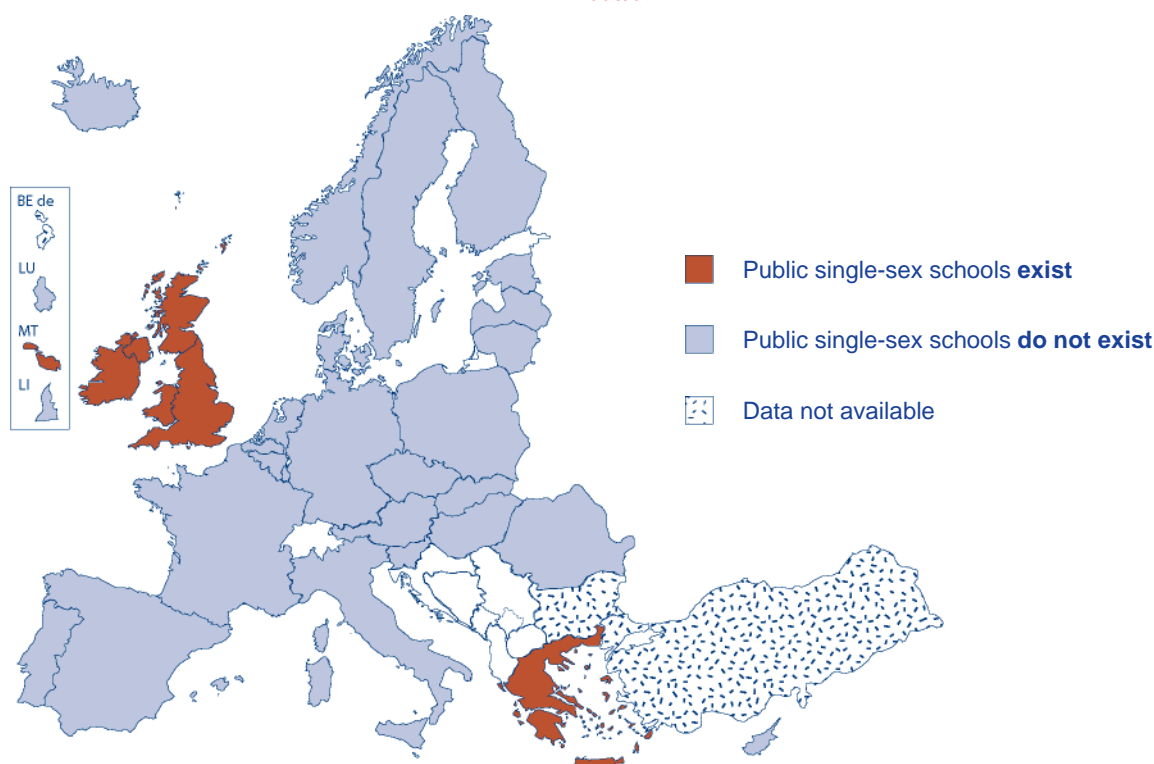 BE de
LU
MT
LI
Public single-sex schools exist
Public single-sex schools do not exist
Data not available